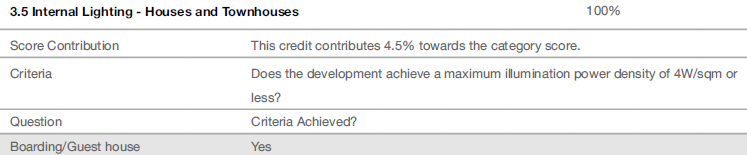 3.5 Internal Lighting - Houses and Townhouses 100%
Score Contribution This credit contributes 4.5% towards the category score.
Criteria Does the development achieve a maximum illumination power density of 4W/sqm or
less?
Question Criteria Achieved?
Boarding/Guest house Yes